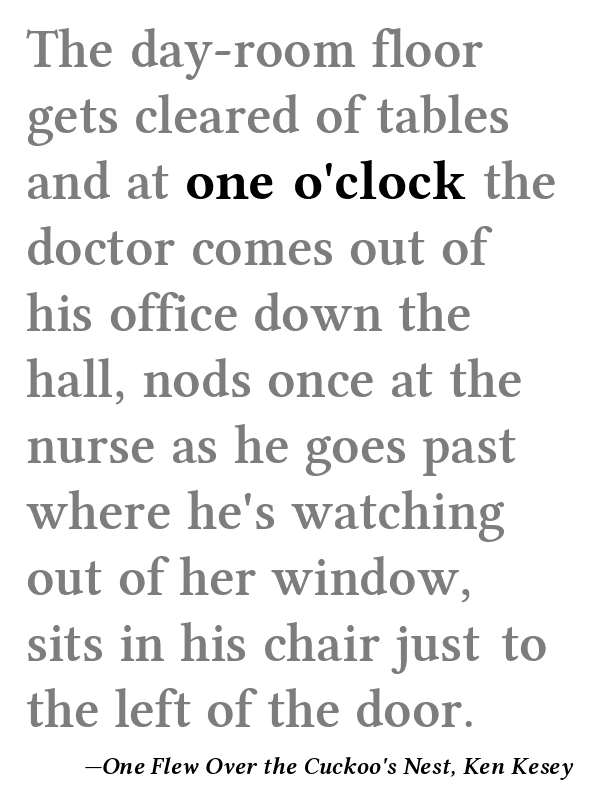 The day-room floor
gets cleared of tables
and at one o'clock the
doctor comes out of
his office down the
hall, nods once at the
nurse as he goes past
where he's watching
out of her window,
sits in his chair just to
the left of the door.
—One Flew Over the Cuckoo's Nest, Ken Kesey